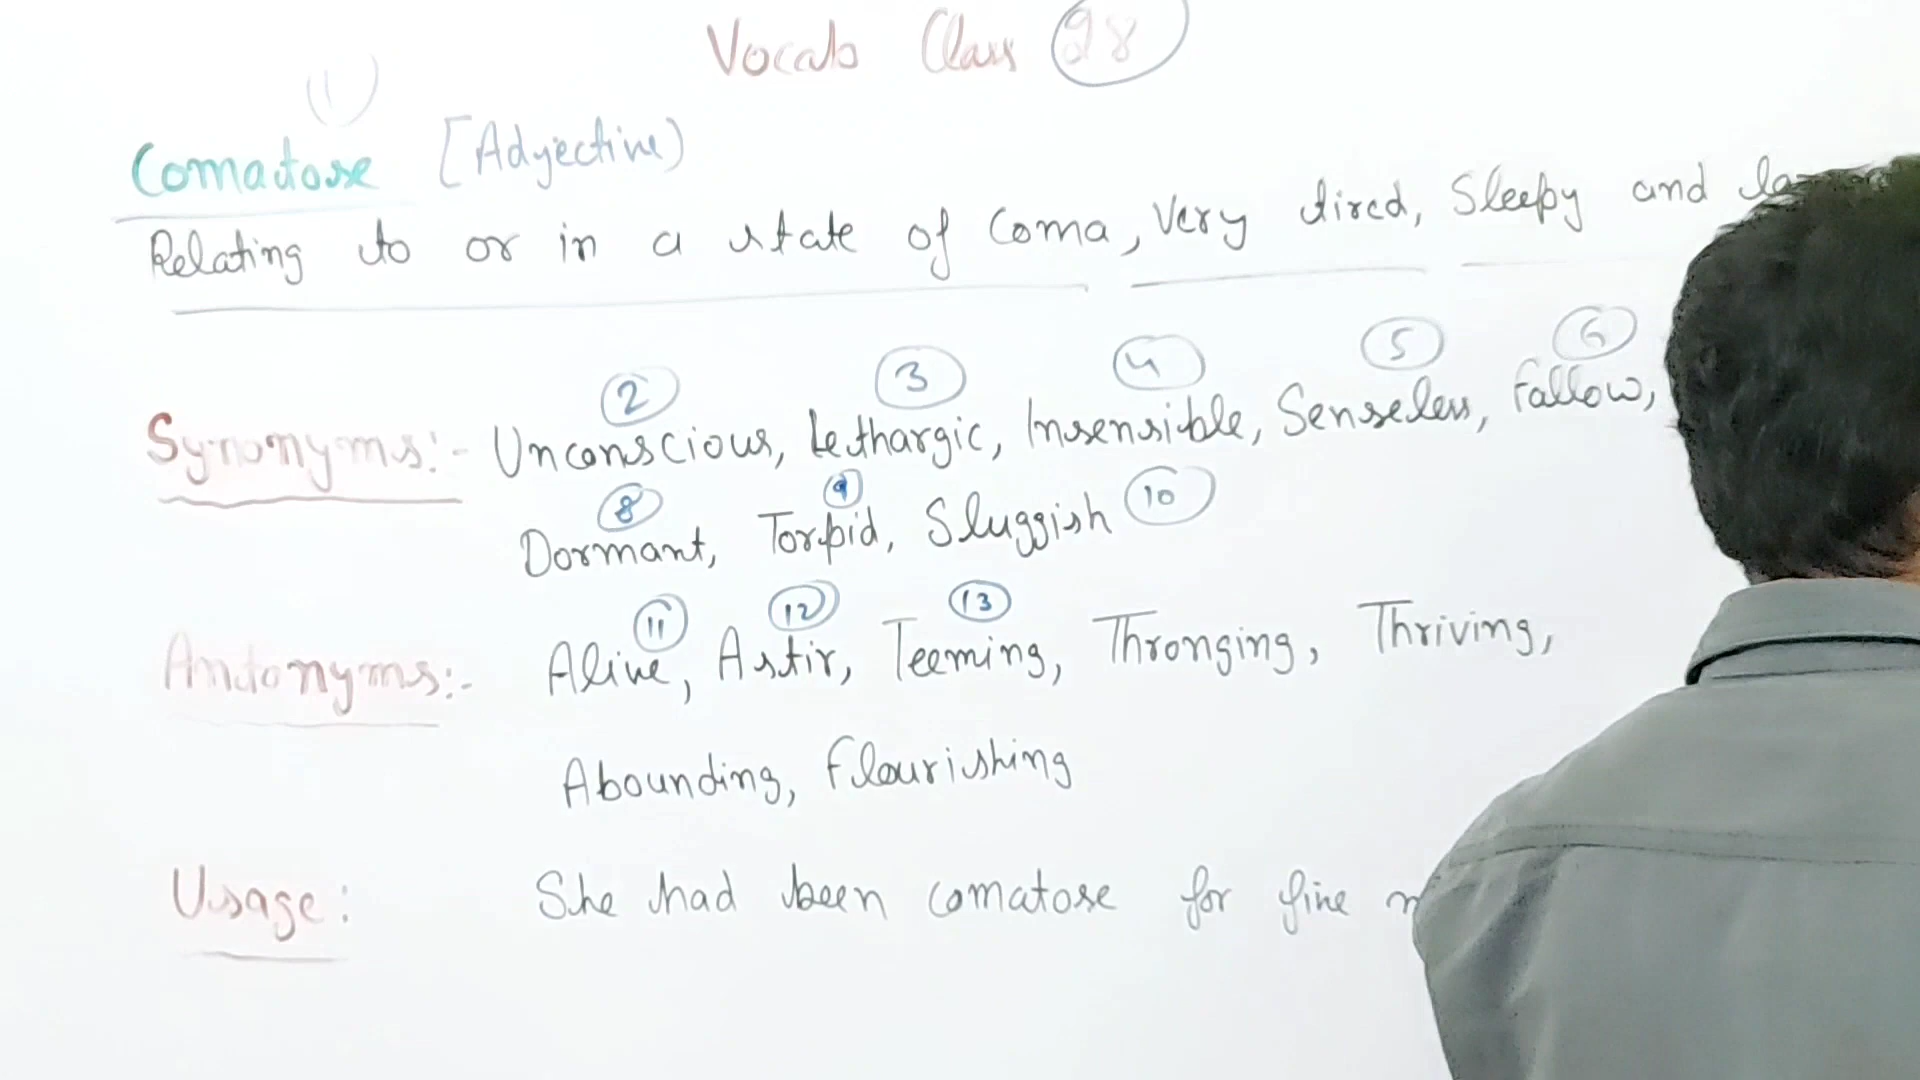 Vocab Class 28
1
Comatose [Adjective)
Relating to or in a state of Coma, Very tired, Sleepy and
2 3 4 5 6
Synonyms:- Unconscious, Lethargic, Insensible, Senseless, Fallow,
8 9 10
Dormant, Torpid, Sluggish
11 12 13
Antonyms:- Alive, Astir, Teeming, Thronging, Thriving,
Abounding, Flourishing
Usage: She had been comatose for five